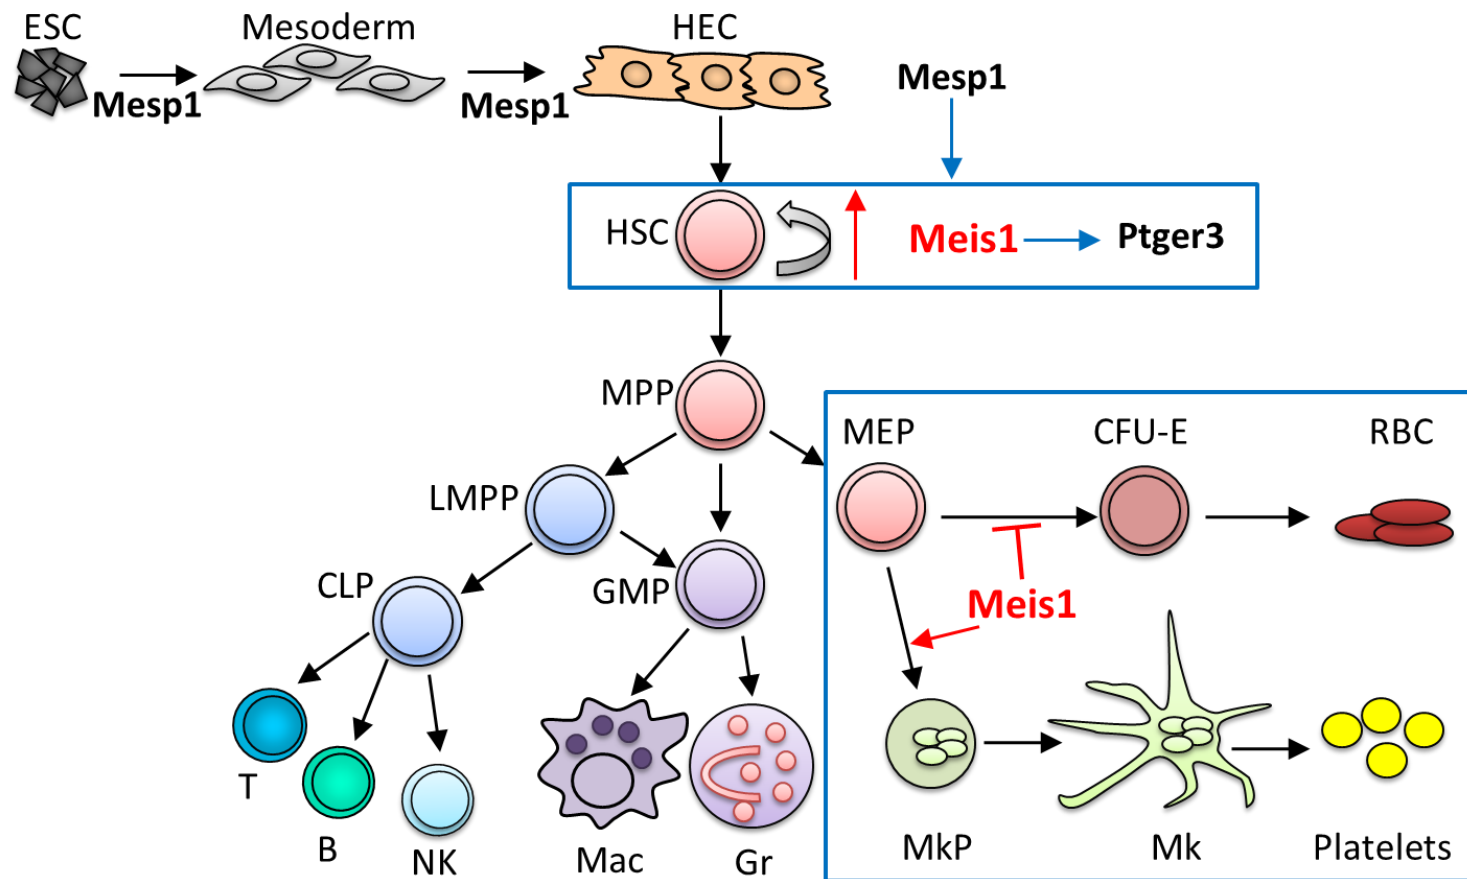 ESC
Mesoderm
HEC
Mesp1
Mesp1
Mesp1
HSC
Meis1
Ptger3
MPP
MEP
CFU-E
RBC
LMPP
CLP
GMP
Meis1
T
B
NK
Mac
Gr
MkP
Mk
Platelets